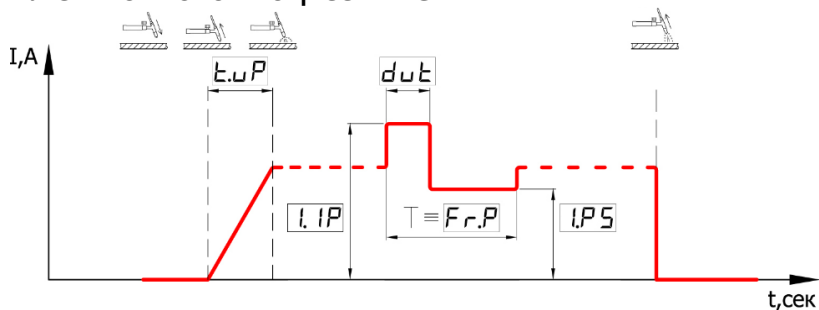 I,A
t.uP
dut
I.IP
T ≡ Fr.P
I.PS
t,сек